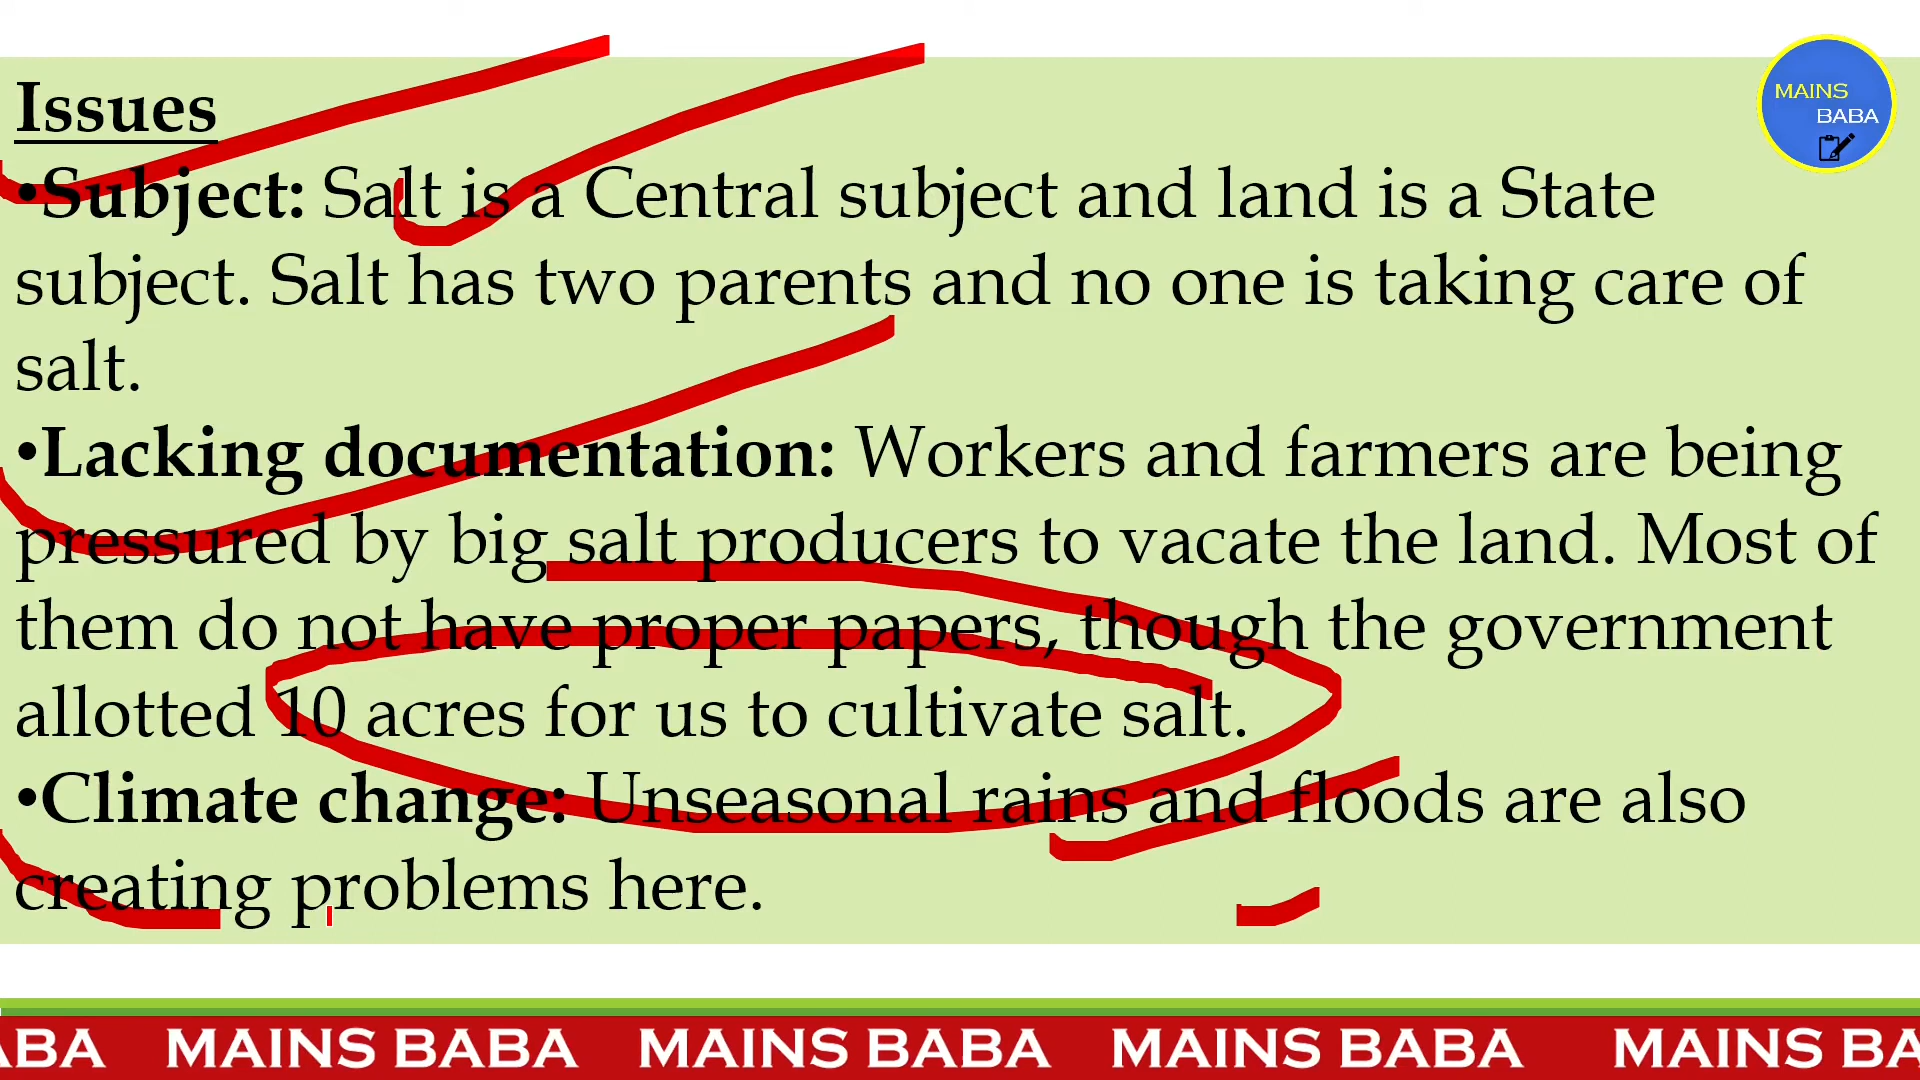 Issues
•Subject: Salt is a Central subject and land is a State
subject. Salt has two parents and no one is taking care of
salt.
•Lacking documentation: Workers and farmers are being
pressured by big salt producers to vacate the land. Most of
them do not have proper papers, though the government
allotted 10 acres for us to cultivate salt.
•Climate change: Unseasonal rains and floods are also
creating problems here.
MAINS
BABA
ABA MAINS BABA MAINS BABA MAINS BABA MAINS BA